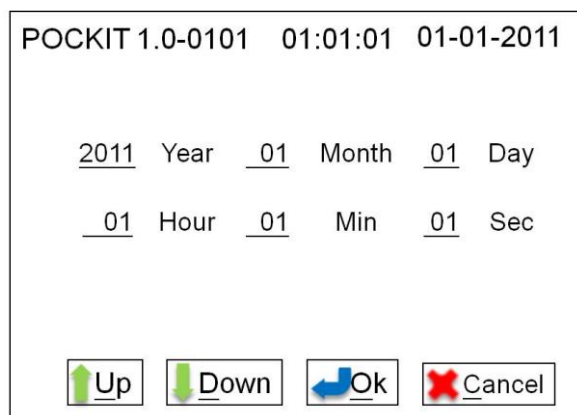 POCKIT 1.0-0101 01:01:01 01-01-2011
2011 Year 01 Month 01 Day
01 Hour 01 Min 01 Sec
Up Down Ok Cancel